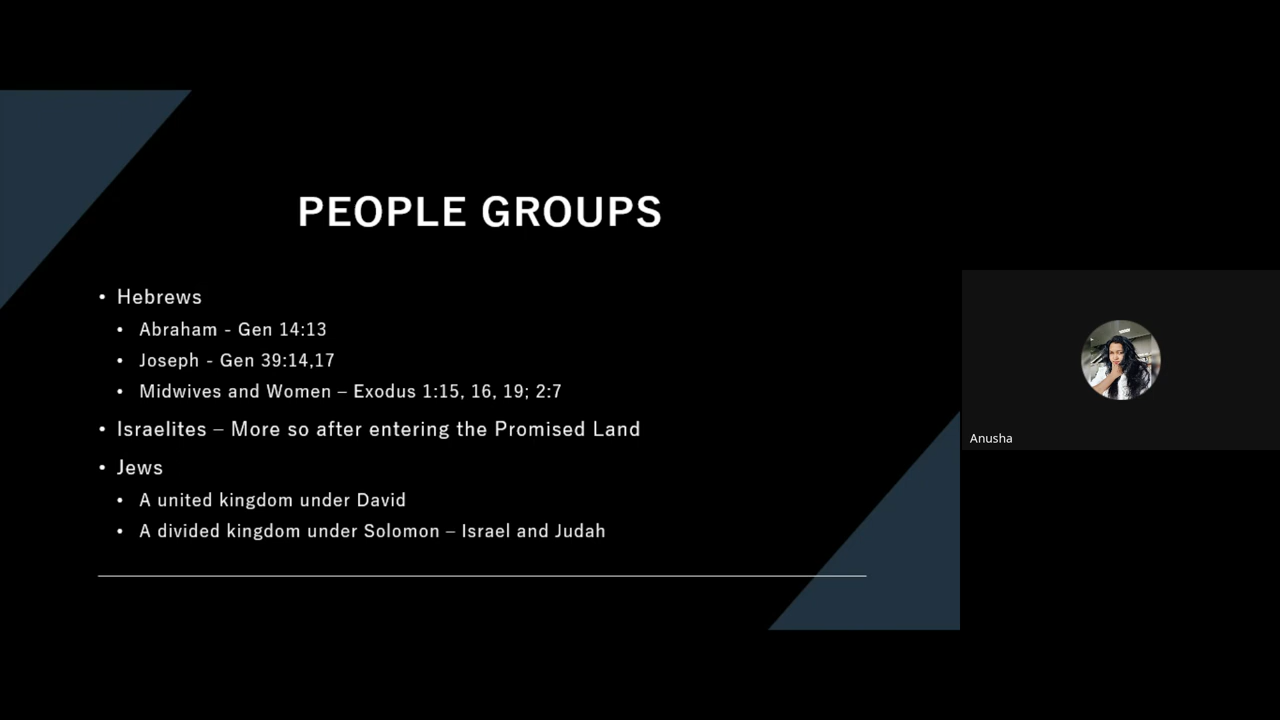 PEOPLE GROUPS
• Hebrews
• Abraham - Gen 14:13
• Joseph - Gen 39:14,17
• Midwives and Women – Exodus 1:15, 16, 19; 2:7
• Israelites – More so after entering the Promised Land
• Jews
• A united kingdom under David
• A divided kingdom under Solomon – Israel and Judah
Anusha